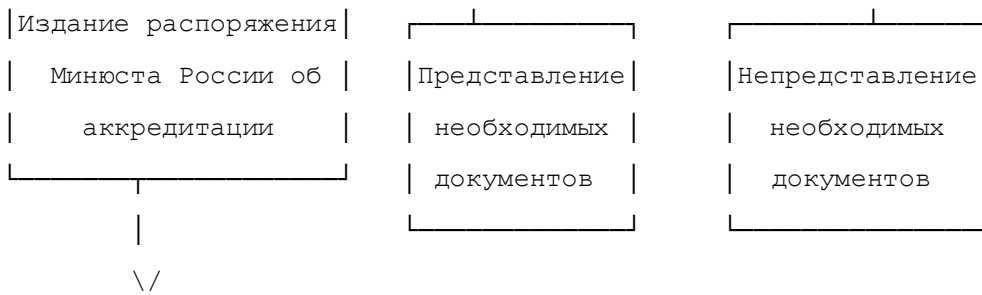 Издание распоряжения
Минюста России об Представление Непредставление
аккредитации необходимых необходимых
документов документов